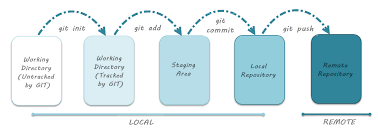 git init
git add
git
commit
git push
Working
Directory
(Untracked
by GIT)
Working
Directory
(Tracked
by GIT)
Staging
Area
Local
Repository
Remote
Repository
LOCAL
REMOTE